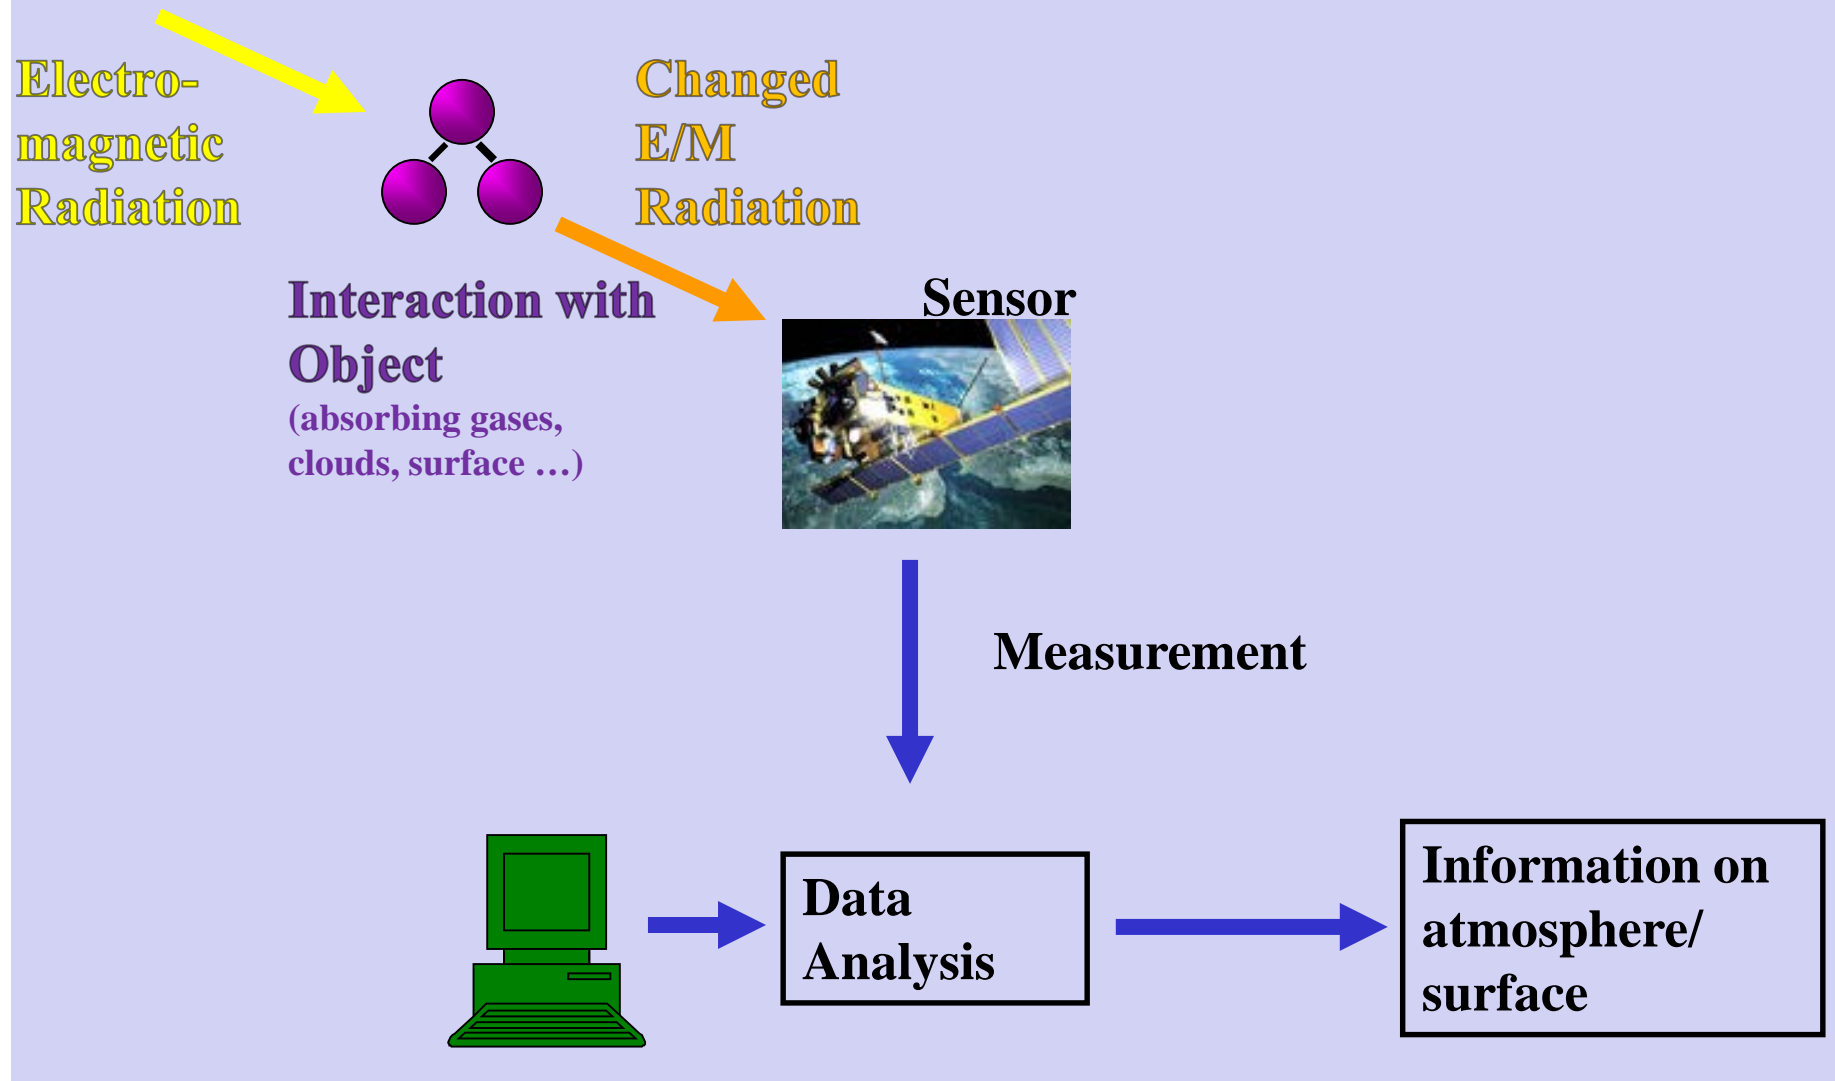 Electro-
magnetic
Radiation
Changed
E/M
Radiation
Interaction with
Object
(absorbing gases,
clouds, surface …)
Sensor
Measurement
Data
Analysis
Information on
atmosphere/
surface